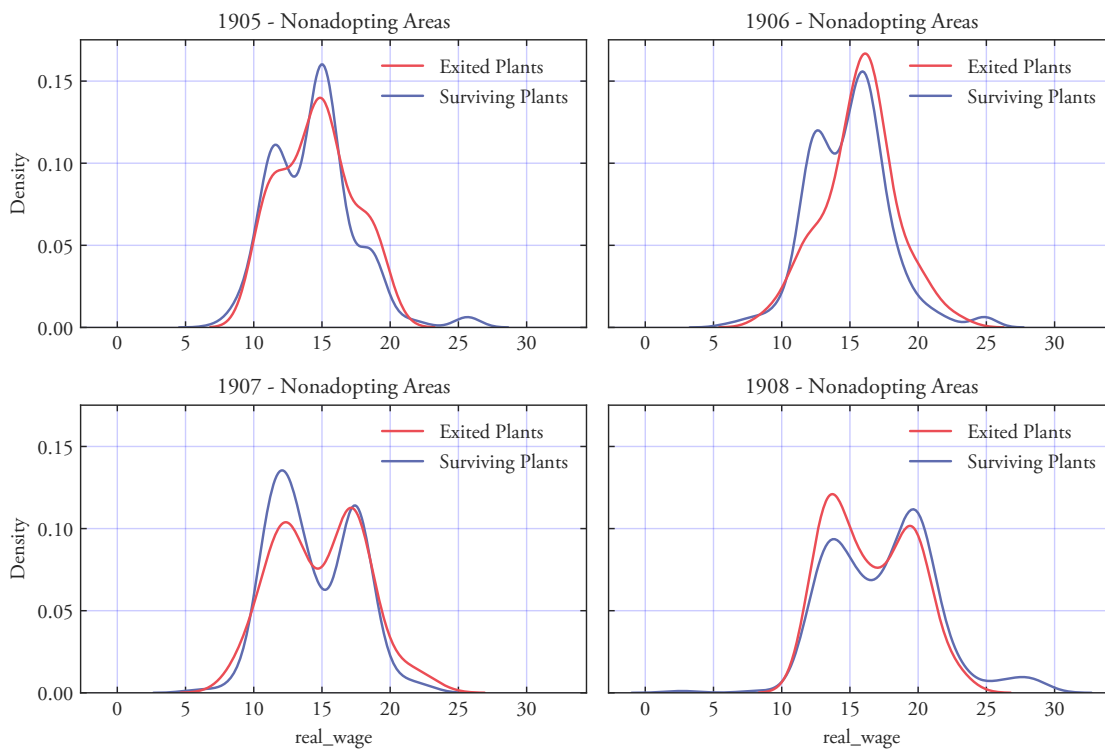 1905 - Nonadopting Areas
Exited Plants
Surviving Plants
Density
0.15
0.10
0.05
0.00
0 5 10 15 20 25 30
1906 - Nonadopting Areas
Exited Plants
Surviving Plants
0 5 10 15 20 25 30
1907 - Nonadopting Areas
Exited Plants
Surviving Plants
Density
0.15
0.10
0.05
0.00
0 5 10 15 20 25 30
real_wage
1908 - Nonadopting Areas
Exited Plants
Surviving Plants
0 5 10 15 20 25 30
real_wage